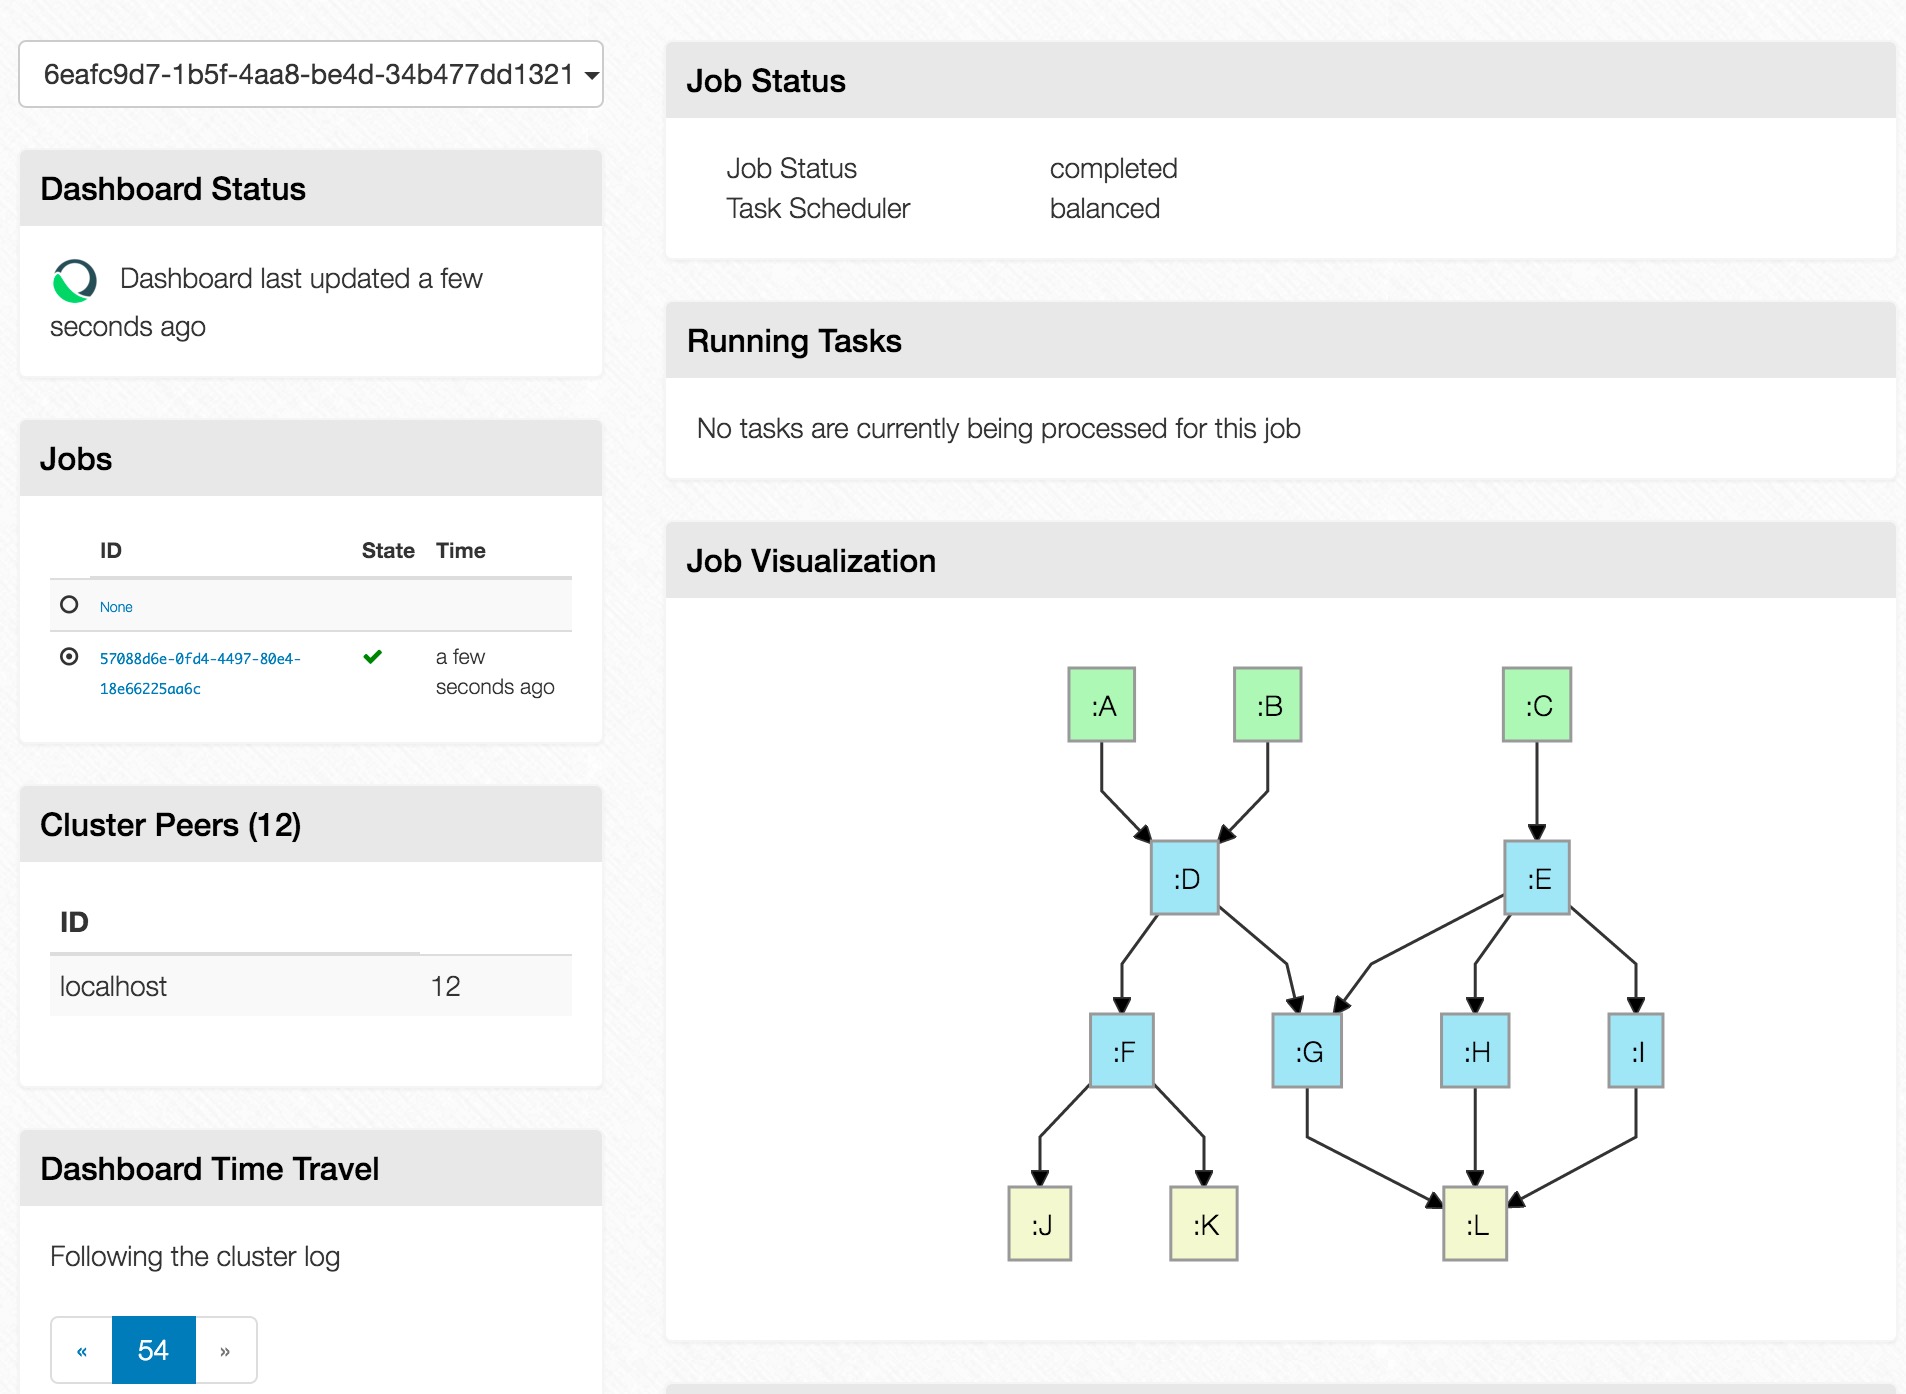 6eafc9d7-1b5f-4aa8-be4d-34b477dd1321
Dashboard Status
Dashboard last updated a few
seconds ago
Jobs
ID State Time
None
57088d6e-0fd4-4497-80e4- a few
18e66225aa6c seconds ago
Cluster Peers (12)
ID
localhost 12
Dashboard Time Travel
Following the cluster log
« 54 »
Job Status
Job Status completed
Task Scheduler balanced
Running Tasks
No tasks are currently being processed for this job
Job Visualization
:A :B :C
:D :E
:F :G :H :I
:J :K :L